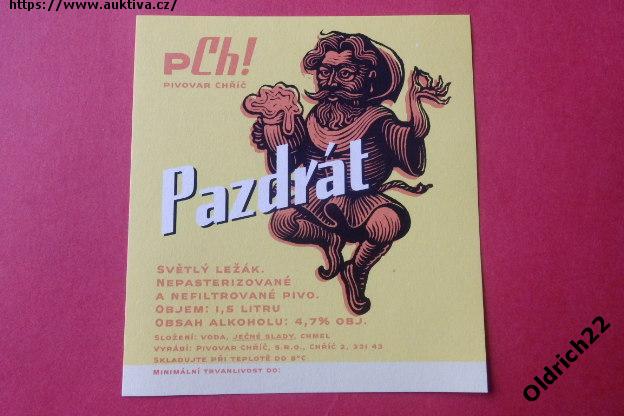 https://www.auktiva.cz/
PCh!
PIVOVAR CHŘÍČ
Pazdrát
SVĚTLÝ LEŽÁK.
NEPASTERIZOVANÉ
A NEFILTROVANÉ PIVO.
OBJEM: 1,5 LITRU
OBSAH ALKOHOLU: 4,7% OBJ.
SLOŽENÍ: VODA, JEČNÉ SLADY, CHMEL
VYRÁBÍ: PIVOVAR CHŘÍČ, S.R.O., CHŘÍČ 2, 331 43
SKLADUJTE PŘI TEPLOTĚ DO 8°C
MINIMÁLNÍ TRVANLIVOST DO:
Oldrich22